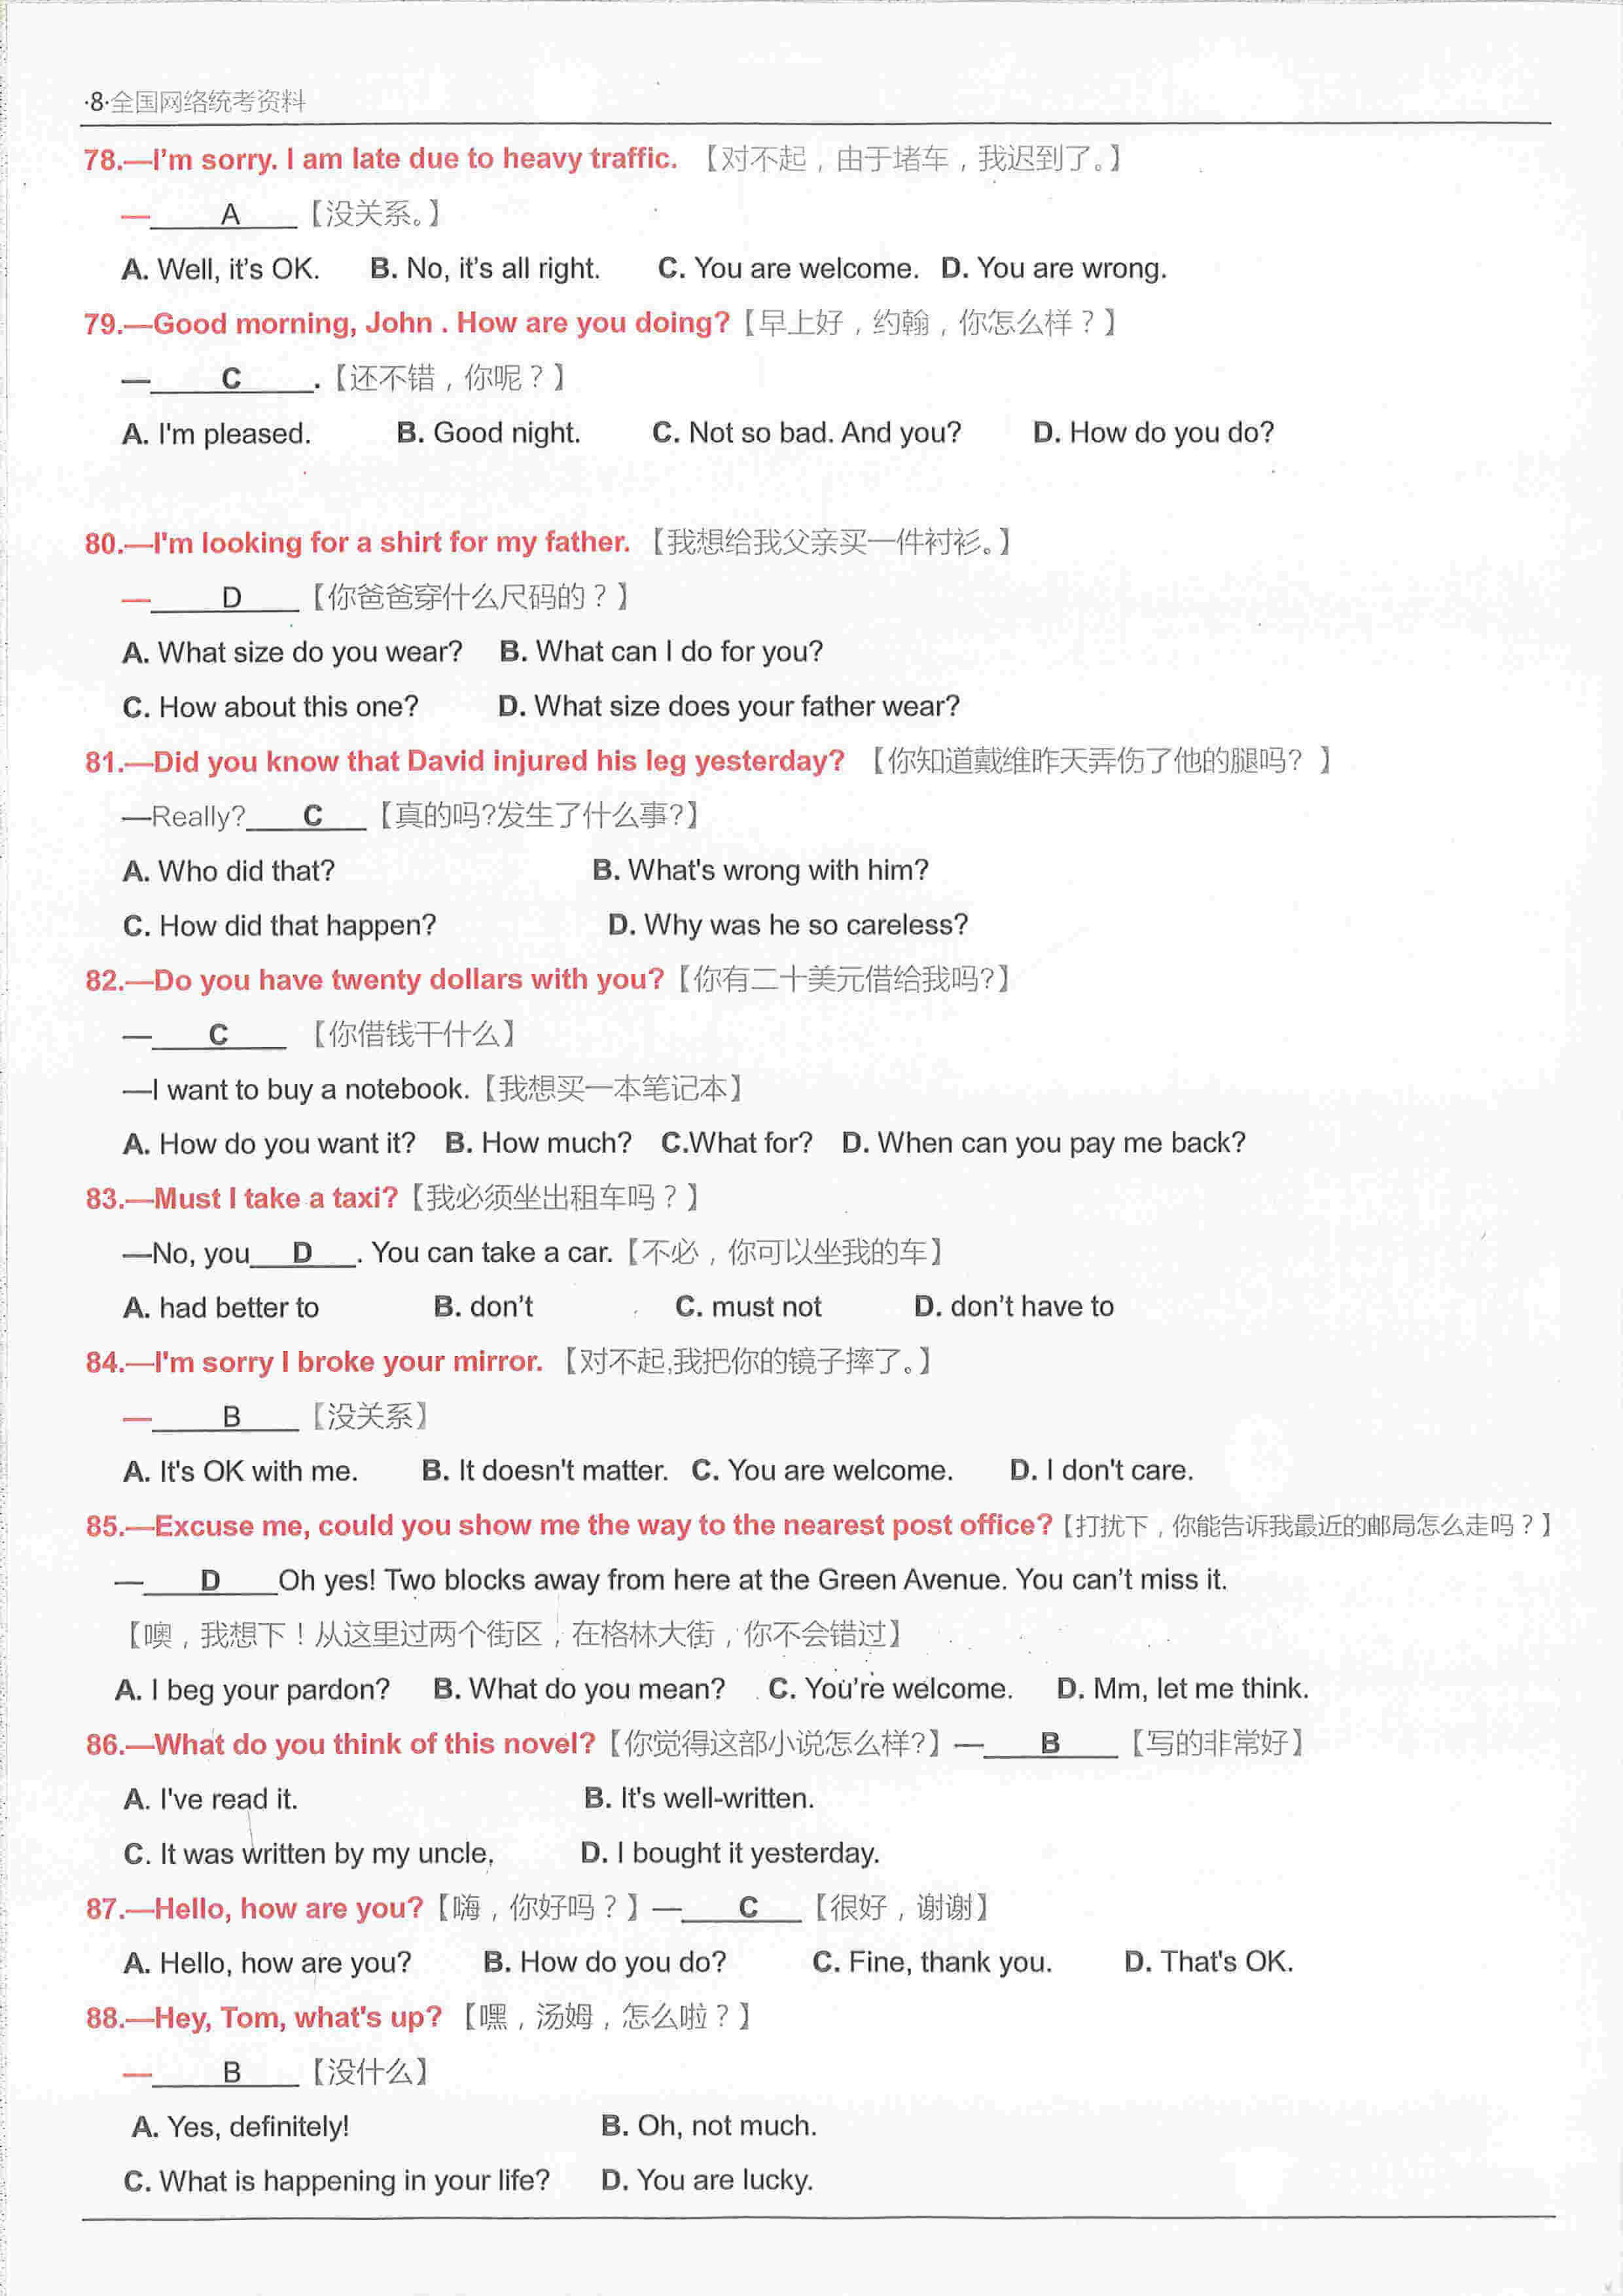 ·8·全国网络统考资料
78.—I'm sorry. I am late due to heavy traffic. 【对不起，由于堵车，我迟到了。】
—____A____【没关系。】
A. Well, it's OK. B. No, it's all right. C. You are welcome. D. You are wrong.
79.—Good morning, John . How are you doing?【早上好，约翰，你怎么样？】
—____C____.【还不错，你呢？】
A. I'm pleased. B. Good night. C. Not so bad. And you? D. How do you do?
80.—I'm looking for a shirt for my father. 【我想给我父亲买一件衬衫。】
—____D____【你爸爸穿什么尺码的？】
A. What size do you wear? B. What can I do for you?
C. How about this one? D. What size does your father wear?
81.—Did you know that David injured his leg yesterday? 【你知道戴维昨天弄伤了他的腿吗？】
—Really?____C____【真的吗?发生了什么事?】
A. Who did that? B. What's wrong with him?
C. How did that happen? D. Why was he so careless?
82.—Do you have twenty dollars with you?【你有二十美元借给我吗?】
—____C____ 【你借钱干什么】
—I want to buy a notebook.【我想买一本笔记本】
A. How do you want it? B. How much? C.What for? D. When can you pay me back?
83.—Must I take a taxi?【我必须坐出租车吗？】
—No, you___D___. You can take a car.【不必，你可以坐我的车】
A. had better to B. don't C. must not D. don't have to
84.—I'm sorry I broke your mirror. 【对不起,我把你的镜子摔了。】
—____B____【没关系】
A. It's OK with me. B. It doesn't matter. C. You are welcome. D. I don't care.
85.—Excuse me, could you show me the way to the nearest post office?【打扰下，你能告诉我最近的邮局怎么走吗？】
—____D____Oh yes! Two blocks away from here at the Green Avenue. You can't miss it.
【噢，我想下！从这里过两个街区，在格林大街，你不会错过】
A. I beg your pardon? B. What do you mean? C. You're welcome. D. Mm, let me think.
86.—What do you think of this novel?【你觉得这部小说怎么样?】—____B____【写的非常好】
A. I've read it. B. It's well-written.
C. It was written by my uncle. D. I bought it yesterday.
87.—Hello, how are you?【嗨，你好吗？】—____C____【很好，谢谢】
A. Hello, how are you? B. How do you do? C. Fine, thank you. D. That's OK.
88.—Hey, Tom, what's up? 【嘿，汤姆，怎么啦？】
—____B____【没什么】
A. Yes, definitely! B. Oh, not much.
C. What is happening in your life? D. You are lucky.